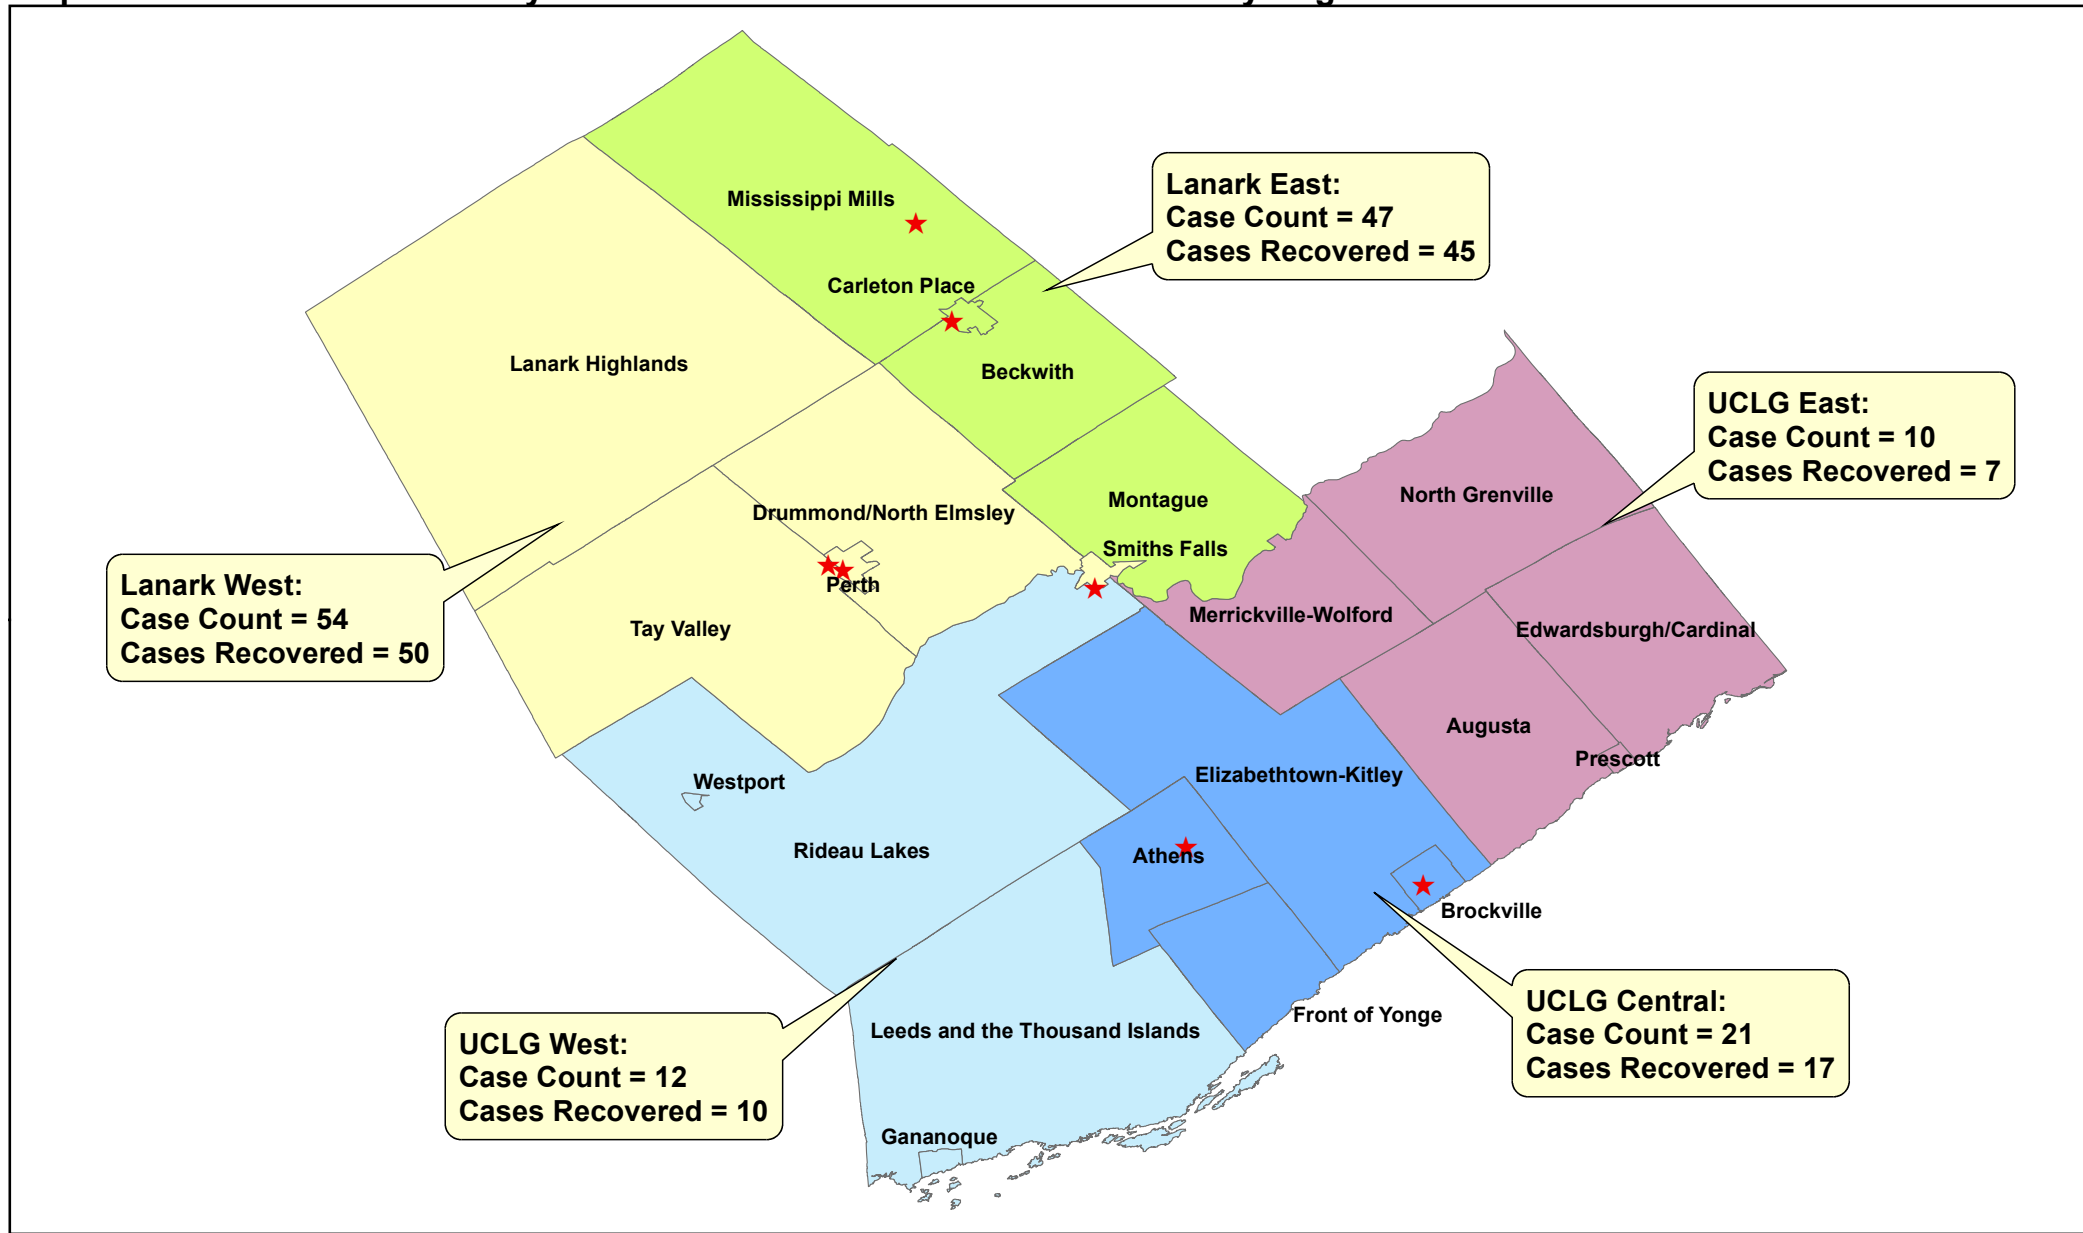 Mississippi Mills
Lanark East:
Case Count = 47
Cases Recovered = 45
Carleton Place
Lanark Highlands
Beckwith
UCLG East:
Case Count = 10
Cases Recovered = 7
North Grenville
Montague
Drummond/North Elmsley
Smiths Falls
Lanark West:
Case Count = 54
Cases Recovered = 50
Perth
Tay Valley
Merrickville-Wolford
Edwardsburgh/Cardinal
Augusta
Prescott
Westport
Elizabethtown-Kitley
Rideau Lakes
Athens
Brockville
UCLG Central:
Case Count = 21
Cases Recovered = 17
Front of Yonge
Leeds and the Thousand Islands
UCLG West:
Case Count = 12
Cases Recovered = 10
Gananoque